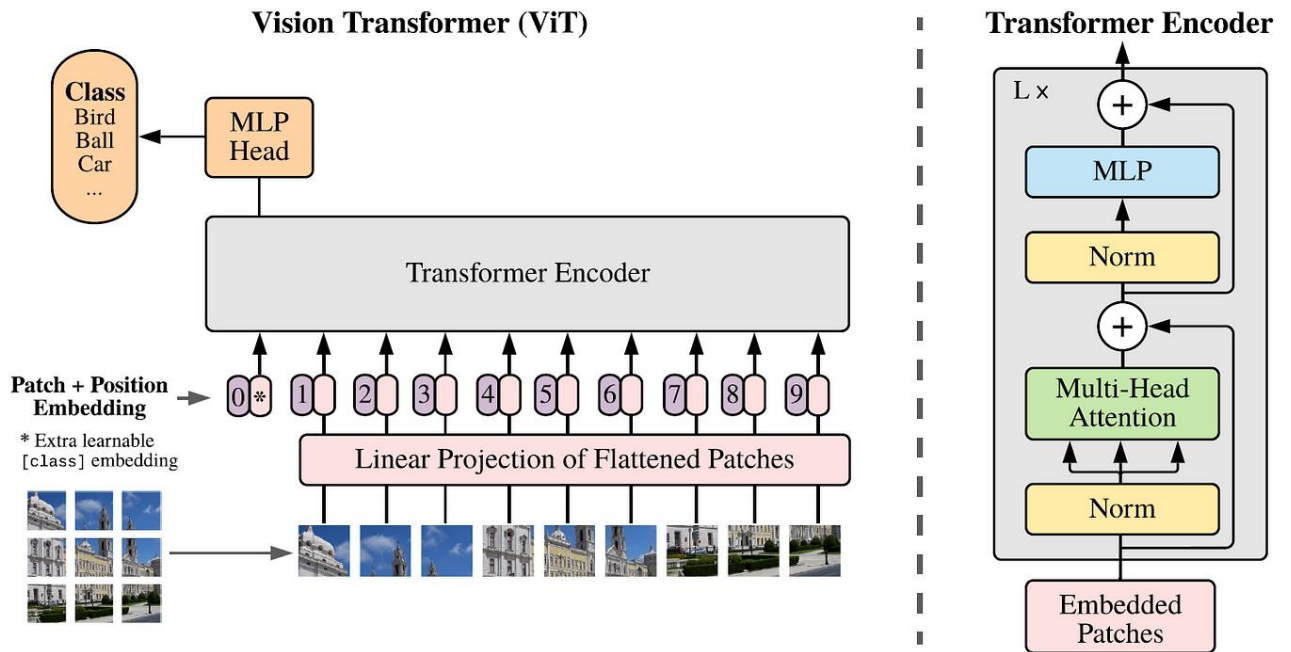 Vision Transformer (ViT)
Class
Bird
Ball
Car
...
MLP
Head
Transformer Encoder
Patch + Position
Embedding
* Extra learnable
[class] embedding
0 * 1 2 3 4 5 6 7 8 9
Linear Projection of Flattened Patches
Transformer Encoder
L ×
+
MLP
Norm
+
Multi-Head
Attention
Norm
Embedded
Patches